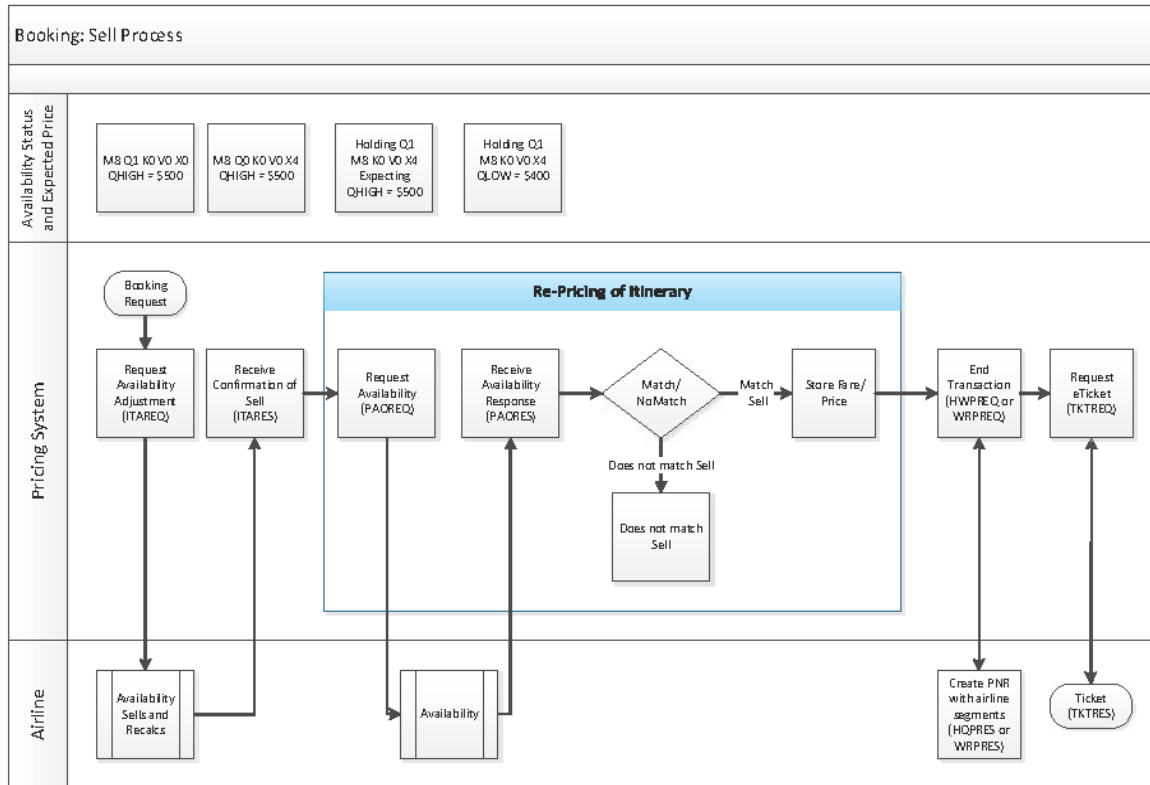 Booking: Sell Process
Availability Status
and Expected Price
M8 Q1 K0 V0 X0
QHIGH = $500
M8 Q0 K0 V0 X4
QHIGH = $500
Holding Q1
M8 K0 V0 X4
Expecting
QHIGH = $500
Holding Q1
M8 K0 V0 X4
QLOW = $400
Pricing System
Booking
Request
Re-Pricing of Itinerary
Request
Availability
Adjustment
(ITAREQ)
Receive
Confirmation of
Sell (ITARES)
Request
Availability
(PAOREQ)
Receive
Availability
Response
(PAORES)
Match/
NoMatch
Match
Sell
Store Fare/
Price
End
Transaction
(HWPREQ or
WRPREQ)
Request
eTicket
(TKTREQ)
Does not match Sell
Does not match
Sell
Airline
Availability
Sells and
Recalcs
Availability
Create PNR
with airline
segments
(HQPRES or
WRPRES)
Ticket
(TKTRES)